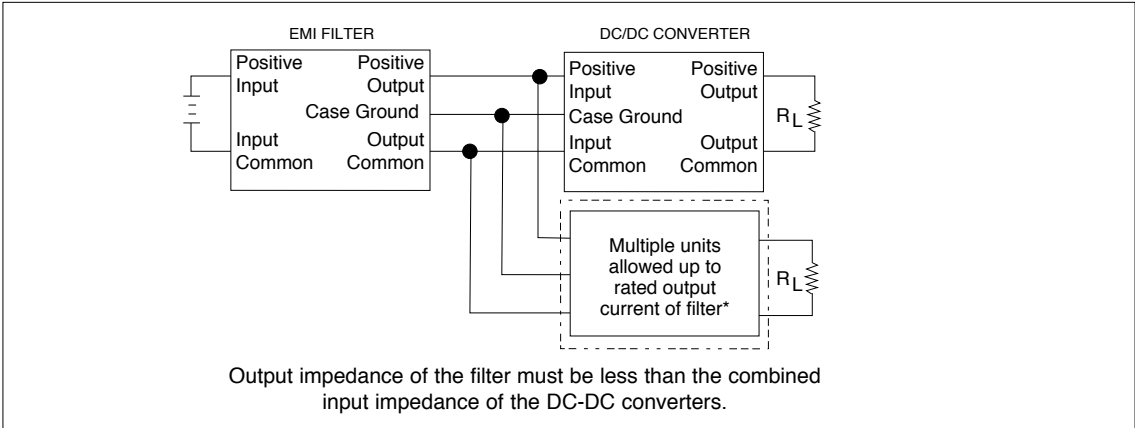 EMI FILTER
DC/DC CONVERTER
Positive
Input
Positive
Output
Case Ground
Input
Common
Output
Common
Positive
Input
Positive
Output
Case Ground
Input
Common
Output
Common
RL
Multiple units
allowed up to
rated output
current of filter*
RL
Output impedance of the filter must be less than the combined
input impedance of the DC-DC converters.